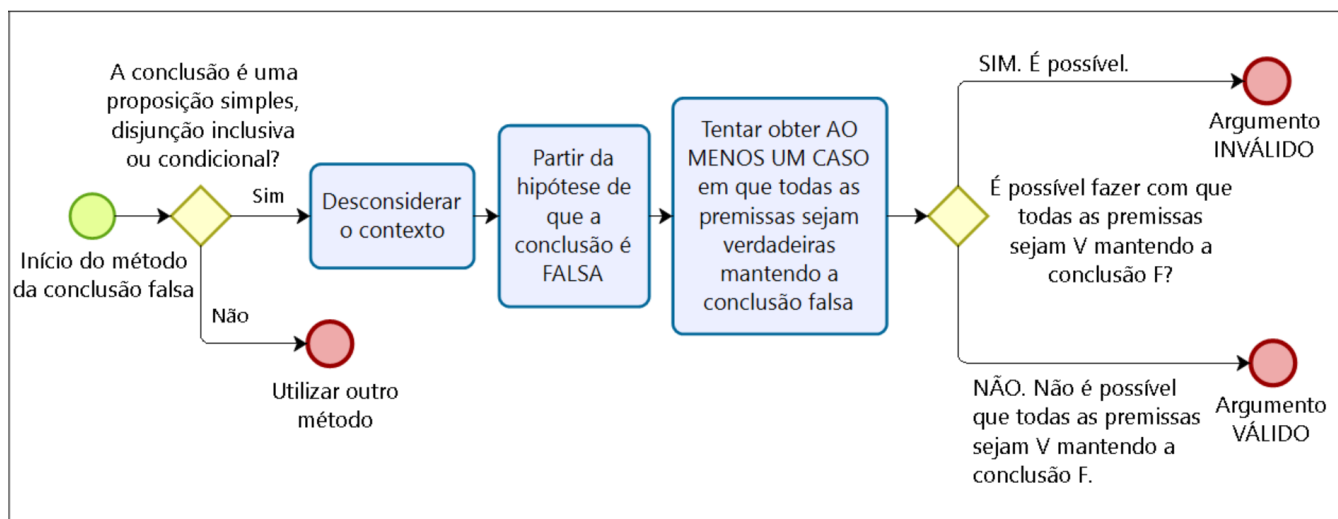 A conclusão é uma
proposição simples,
disjunção inclusiva
ou condicional?
Início do método
da conclusão falsa
Sim
Não
Utilizar outro
método
Desconsiderar
o contexto
Partir da
hipótese de
que a
conclusão é
FALSA
Tentar obter AO
MENOS UM CASO
em que todas as
premissas sejam
verdadeiras
mantendo a
conclusão falsa
É possível fazer com que
todas as premissas
sejam V mantendo a
conclusão F?
SIM. É possível.
Argumento
INVÁLIDO
NÃO. Não é possível
que todas as premissas
sejam V mantendo a
conclusão F.
Argumento
VÁLIDO